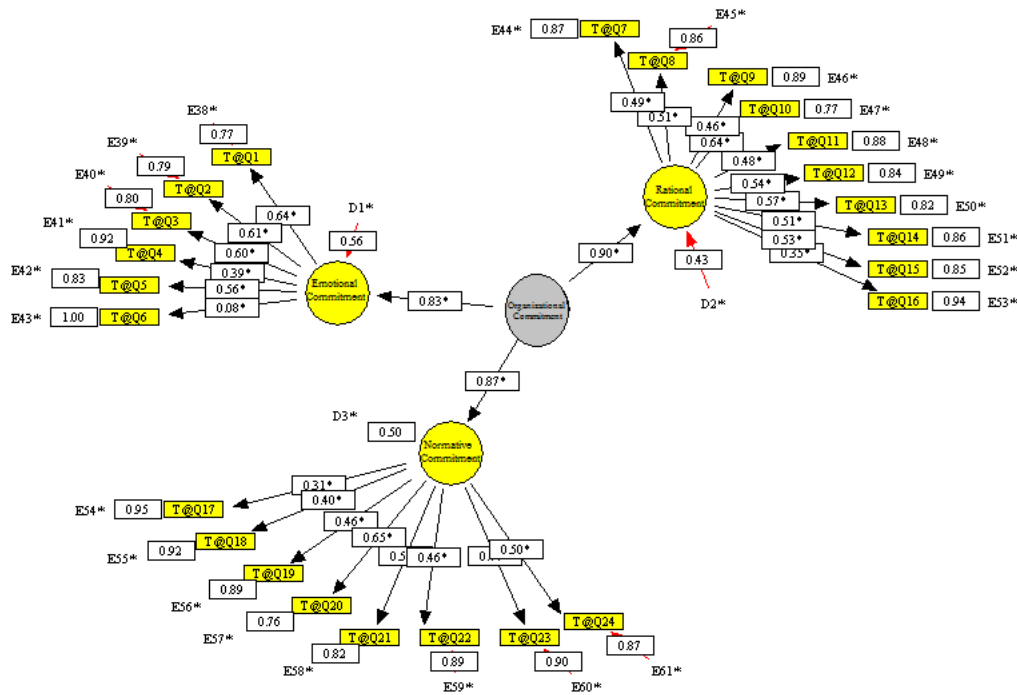 E45*
E44* 0.87 T@Q7
0.86
T@Q8
T@Q9 0.89 E46*
T@Q10 0.77 E47*
T@Q11 0.88 E48*
T@Q12 0.84 E49*
T@Q13 0.82 E50*
T@Q14 0.86 E51*
T@Q15 0.85 E52*
T@Q16 0.94 E53*
0.49*
0.51*
0.46*
0.64*
0.48*
0.54*
0.57*
0.51*
0.53*
0.35*
Rational
Commitment
0.90*
0.43
D2*
E38*
0.77
T@Q1
E39*
0.79
T@Q2
E40*
0.80
T@Q3
E41*
0.92
T@Q4
E42*
0.83 T@Q5
E43* 1.00 T@Q6
0.64*
0.61*
0.60*
0.39*
0.56*
0.08*
D1*
0.56
Emotional
Commitment
0.83*
Organizational
Commitment
0.87*
D3*
0.50
Normative
Commitment
0.31*
0.40*
0.46*
0.65*
0.46*
0.50*
E54* 0.95 T@Q17
T@Q18
E55* 0.92
T@Q19
E56* 0.89
T@Q20
E57* 0.76
T@Q21
E58* 0.82
T@Q22
0.89
E59*
T@Q23
0.90
E60*
T@Q24
0.87
E61*